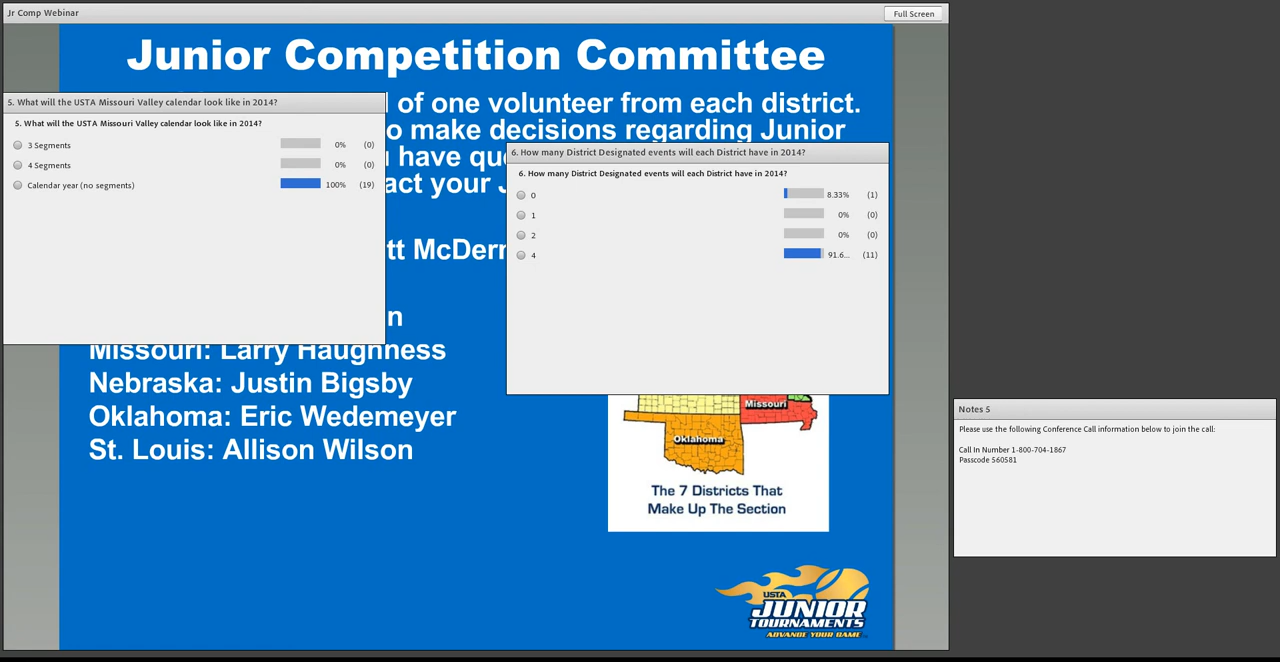 Jr Comp Webinar
Full Screen
Junior Competition Committee
of one volunteer from each district.
make decisions regarding Junior
have
act your
5. What will the USTA Missouri Valley calendar look like in 2014?
5. What will the USTA Missouri Valley calendar look like in 2014?
3 Segments 0% (0)
4 Segments 0% (0)
Calendar year (no segments) 100% (19)
6. How many District Designated events will each District have in 2014?
6. How many District Designated events will each District have in 2014?
0 8.33% (1)
1 0% (0)
2 0% (0)
4 91.6... (11)
Missouri: Larry Haughness
Nebraska: Justin Bigsby
Oklahoma: Eric Wedemeyer
St. Louis: Allison Wilson
Missouri
Oklahoma
The 7 Districts That
Make Up The Section
USTA
JUNIOR
TOURNAMENTS
ADVANCE YOUR GAME
Notes 5
Please use the following Conference Call information below to join the call:
Call In Number 1-800-704-1867
Passcode 560581